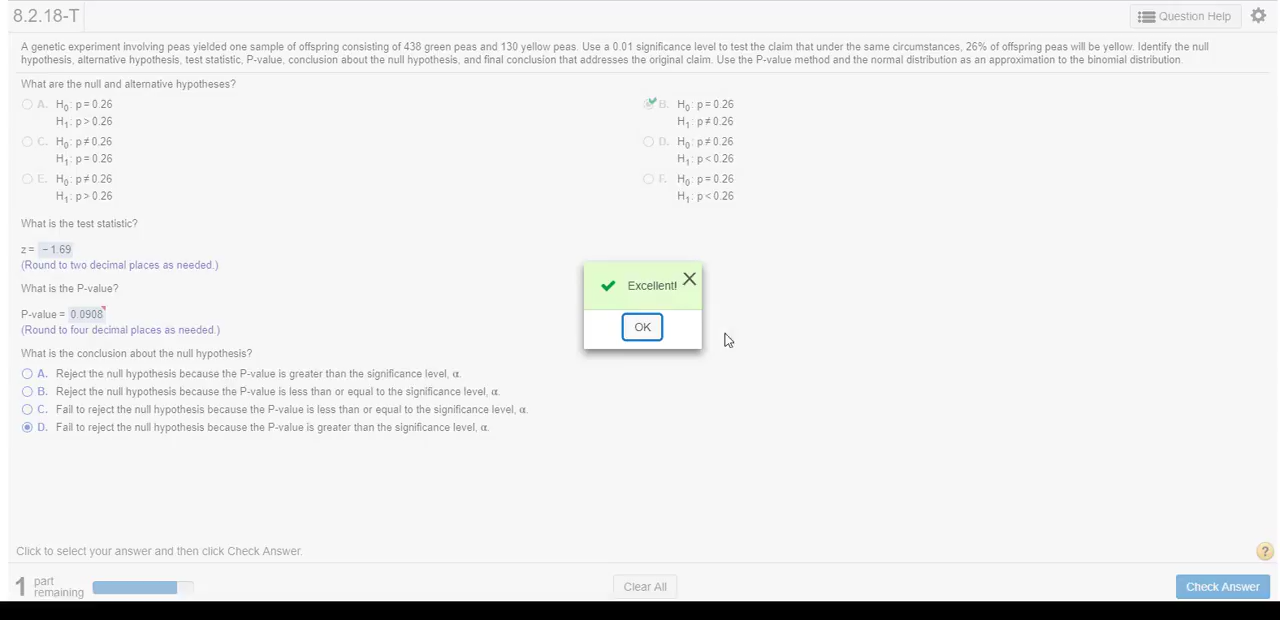 8.2.18-T
Question Help
A genetic experiment involving peas yielded one sample of offspring consisting of 438 green peas and 130 yellow peas. Use a 0.01 significance level to test the claim that under the same circumstances, 26% of offspring peas will be yellow. Identify the null
hypothesis, alternative hypothesis, test statistic, P-value, conclusion about the null hypothesis, and final conclusion that addresses the original claim. Use the P-value method and the normal distribution as an approximation to the binomial distribution.
What are the null and alternative hypotheses?
A. H₀: p = 0.26
H₁: p > 0.26
B. H₀: p = 0.26
H₁: p ≠ 0.26
C. H₀: p ≠ 0.26
H₁: p = 0.26
D. H₀: p ≠ 0.26
H₁: p < 0.26
E. H₀: p ≠ 0.26
H₁: p > 0.26
F. H₀: p = 0.26
H₁: p < 0.26
What is the test statistic?
z = − 1.69
(Round to two decimal places as needed.)
What is the P-value?
P-value = 0.0908
(Round to four decimal places as needed.)
What is the conclusion about the null hypothesis?
A. Reject the null hypothesis because the P-value is greater than the significance level, α.
B. Reject the null hypothesis because the P-value is less than or equal to the significance level, α.
C. Fail to reject the null hypothesis because the P-value is less than or equal to the significance level, α.
D. Fail to reject the null hypothesis because the P-value is greater than the significance level, α.
Excellent!
OK
Click to select your answer and then click Check Answer.
?
1 part
remaining
Clear All
Check Answer